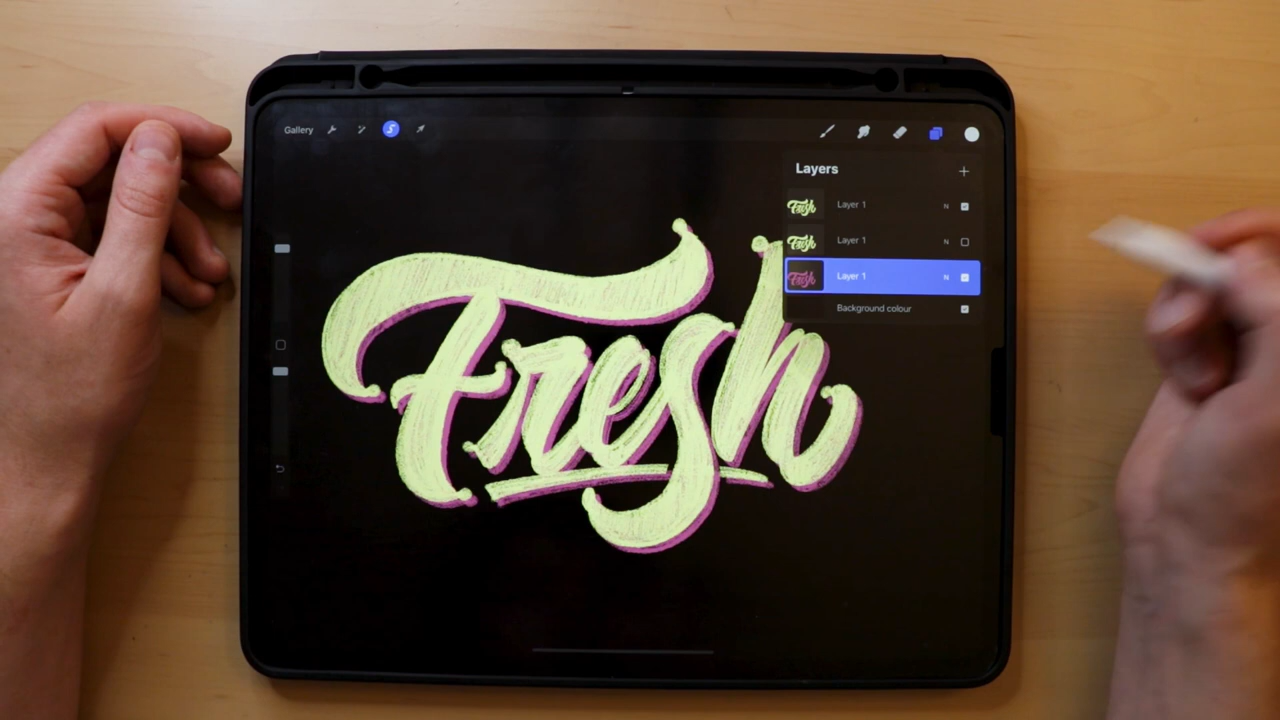 Gallery
Layers
Layer 1 N
Layer 1 N
Layer 1 N
Background colour
Fresh